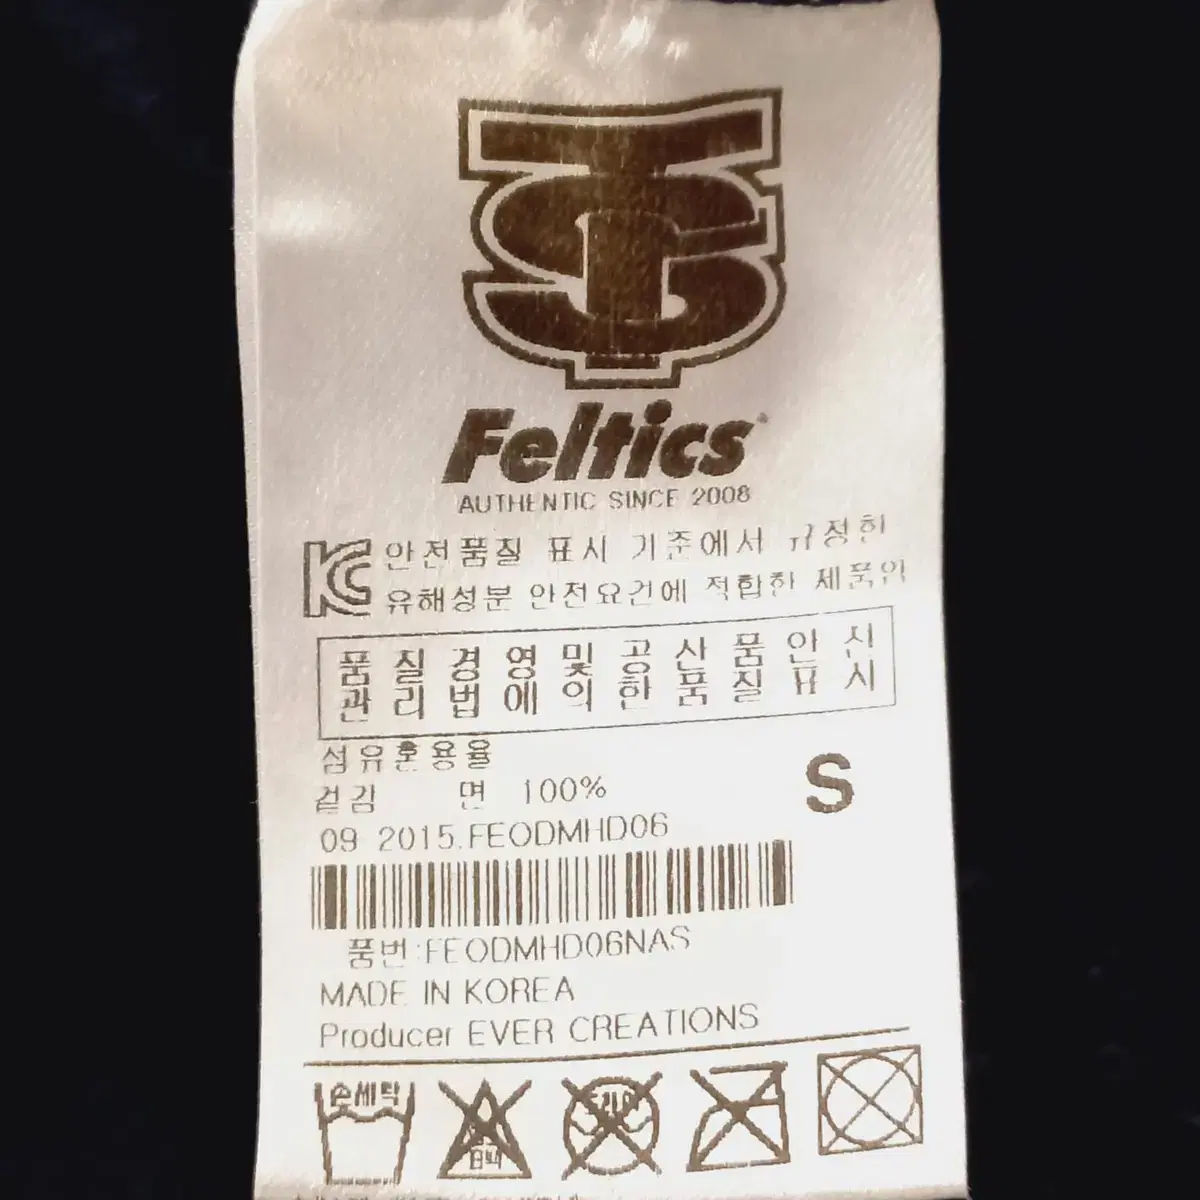 Feltics
AUTHENTIC SINCE 2008
KC 안전품질 표시 기준에서 규정한
유해성분 안전요건에 적합한 제품임
품질경영및공산품안전
관리법에의한품질표시
섬유혼용율
겉감 면 100%
S
09 2015.FEODMHD06
품번:FEODMHD06NAS
MADE IN KOREA
Producer EVER CREATIONS
손세탁